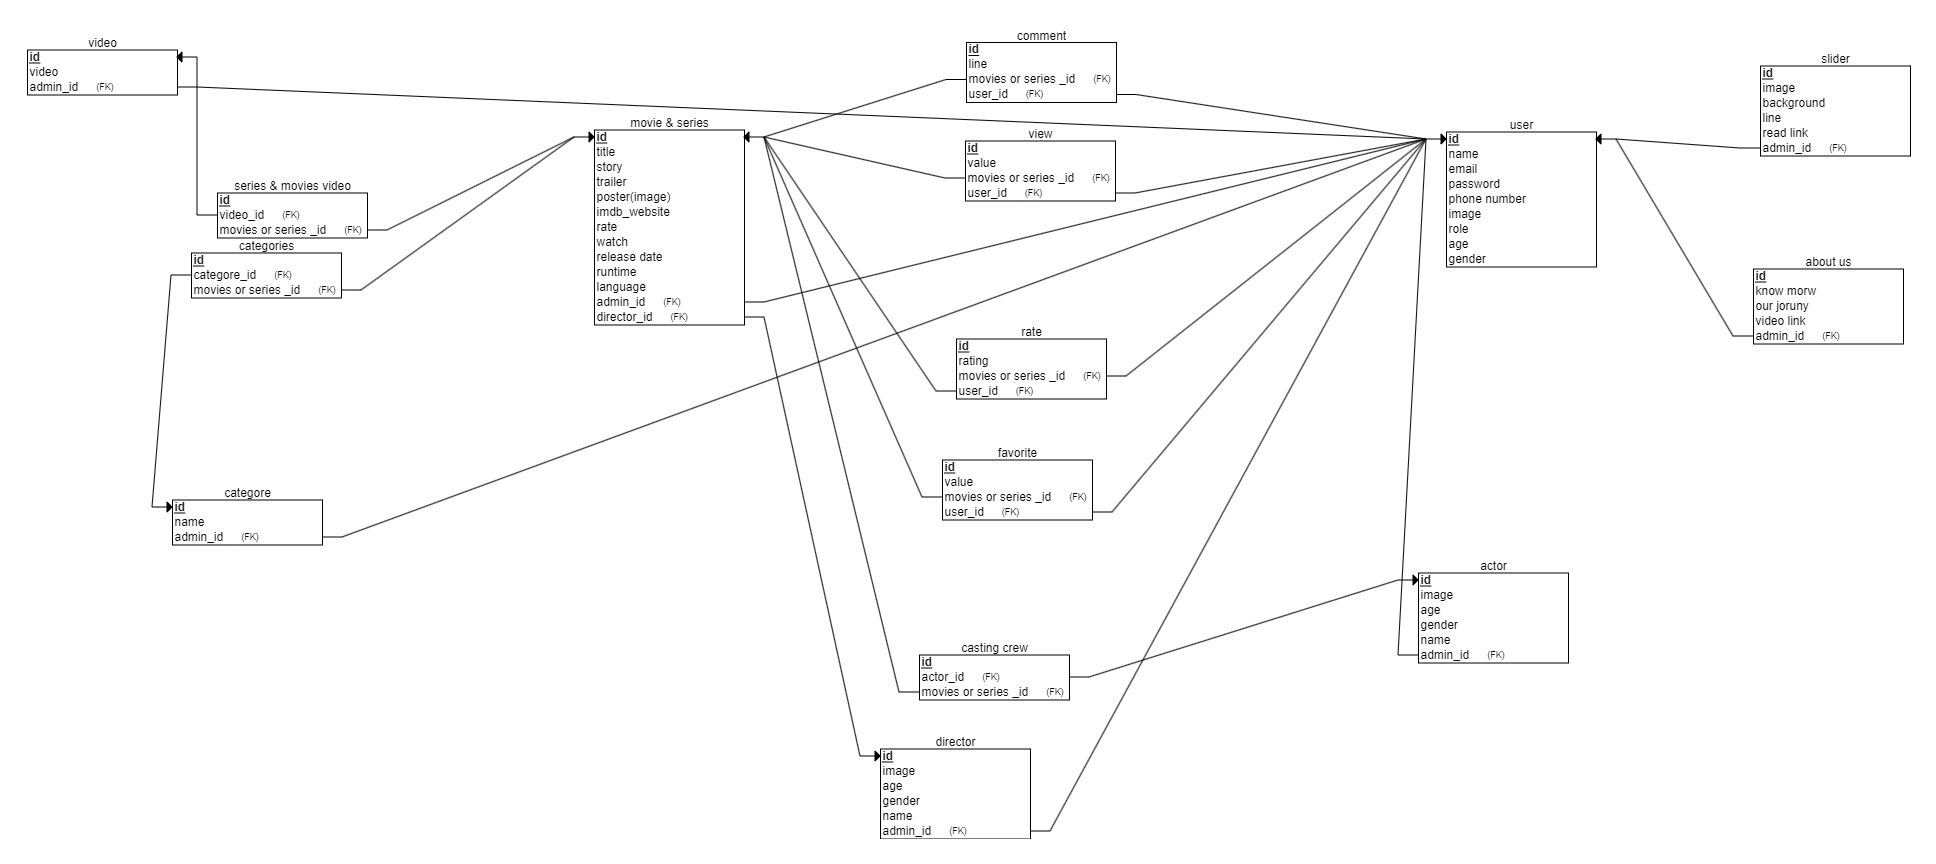 video
id
video
admin_id (FK)
series & movies video
id
video_id (FK)
movies or series _id (FK)
categories
id
categore_id (FK)
movies or series _id (FK)
categore
id
name
admin_id (FK)
movie & series
id
title
story
trailer
poster(image)
imdb_website
rate
watch
release date
runtime
language
admin_id (FK)
director_id (FK)
comment
id
line
movies or series _id (FK)
user_id (FK)
view
id
value
movies or series _id (FK)
user_id (FK)
rate
id
rating
movies or series _id (FK)
user_id (FK)
favorite
id
value
movies or series _id (FK)
user_id (FK)
casting crew
id
actor_id (FK)
movies or series _id (FK)
director
id
image
age
gender
name
admin_id (FK)
user
id
name
email
password
phone number
image
role
age
gender
actor
id
image
age
gender
name
admin_id (FK)
slider
id
image
background
line
read link
admin_id (FK)
about us
id
know morw
our joruny
video link
admin_id (FK)